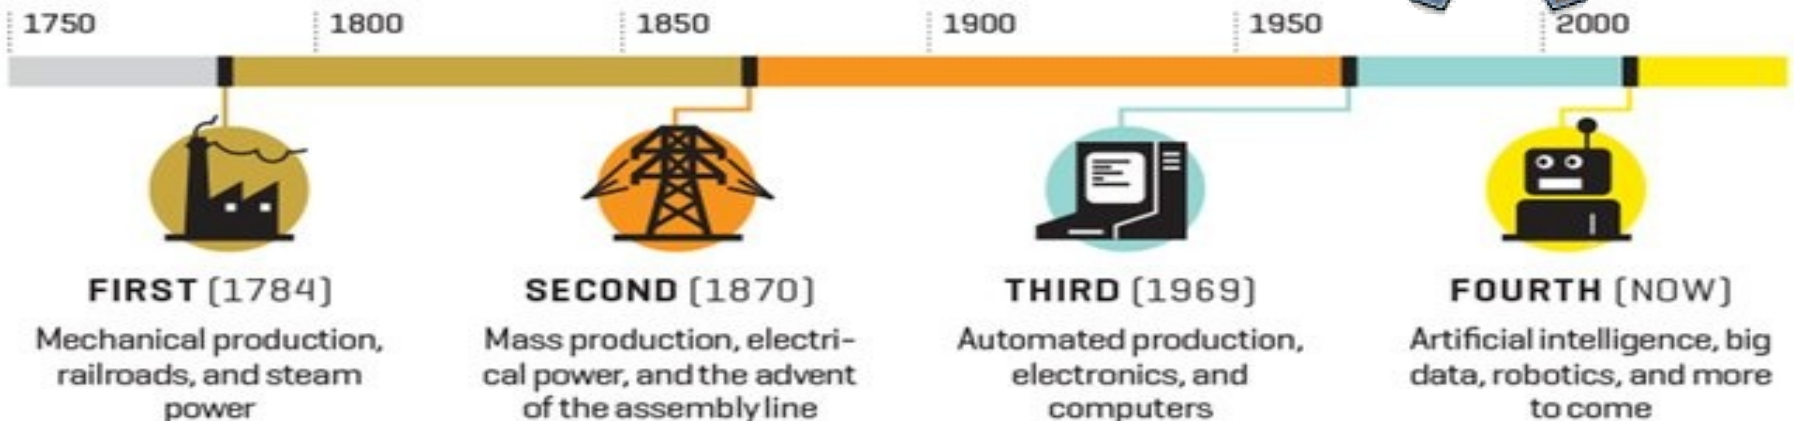 1750 1800 1850 1900 1950 2000
FIRST (1784)
Mechanical production,
railroads, and steam
power
SECOND (1870)
Mass production, electri-
cal power, and the advent
of the assembly line
THIRD (1969)
Automated production,
electronics, and
computers
FOURTH (NOW)
Artificial intelligence, big
data, robotics, and more
to come